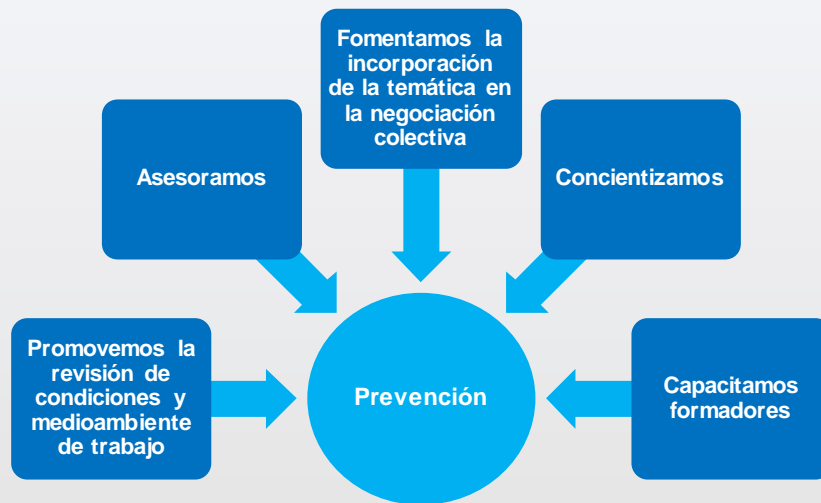 Fomentamos la
incorporación
de la temática en
la negociación
colectiva
Asesoramos
Concientizamos
Promovemos la
revisión de
condiciones y
medioambiente
de trabajo
Prevención
Capacitamos
formadores